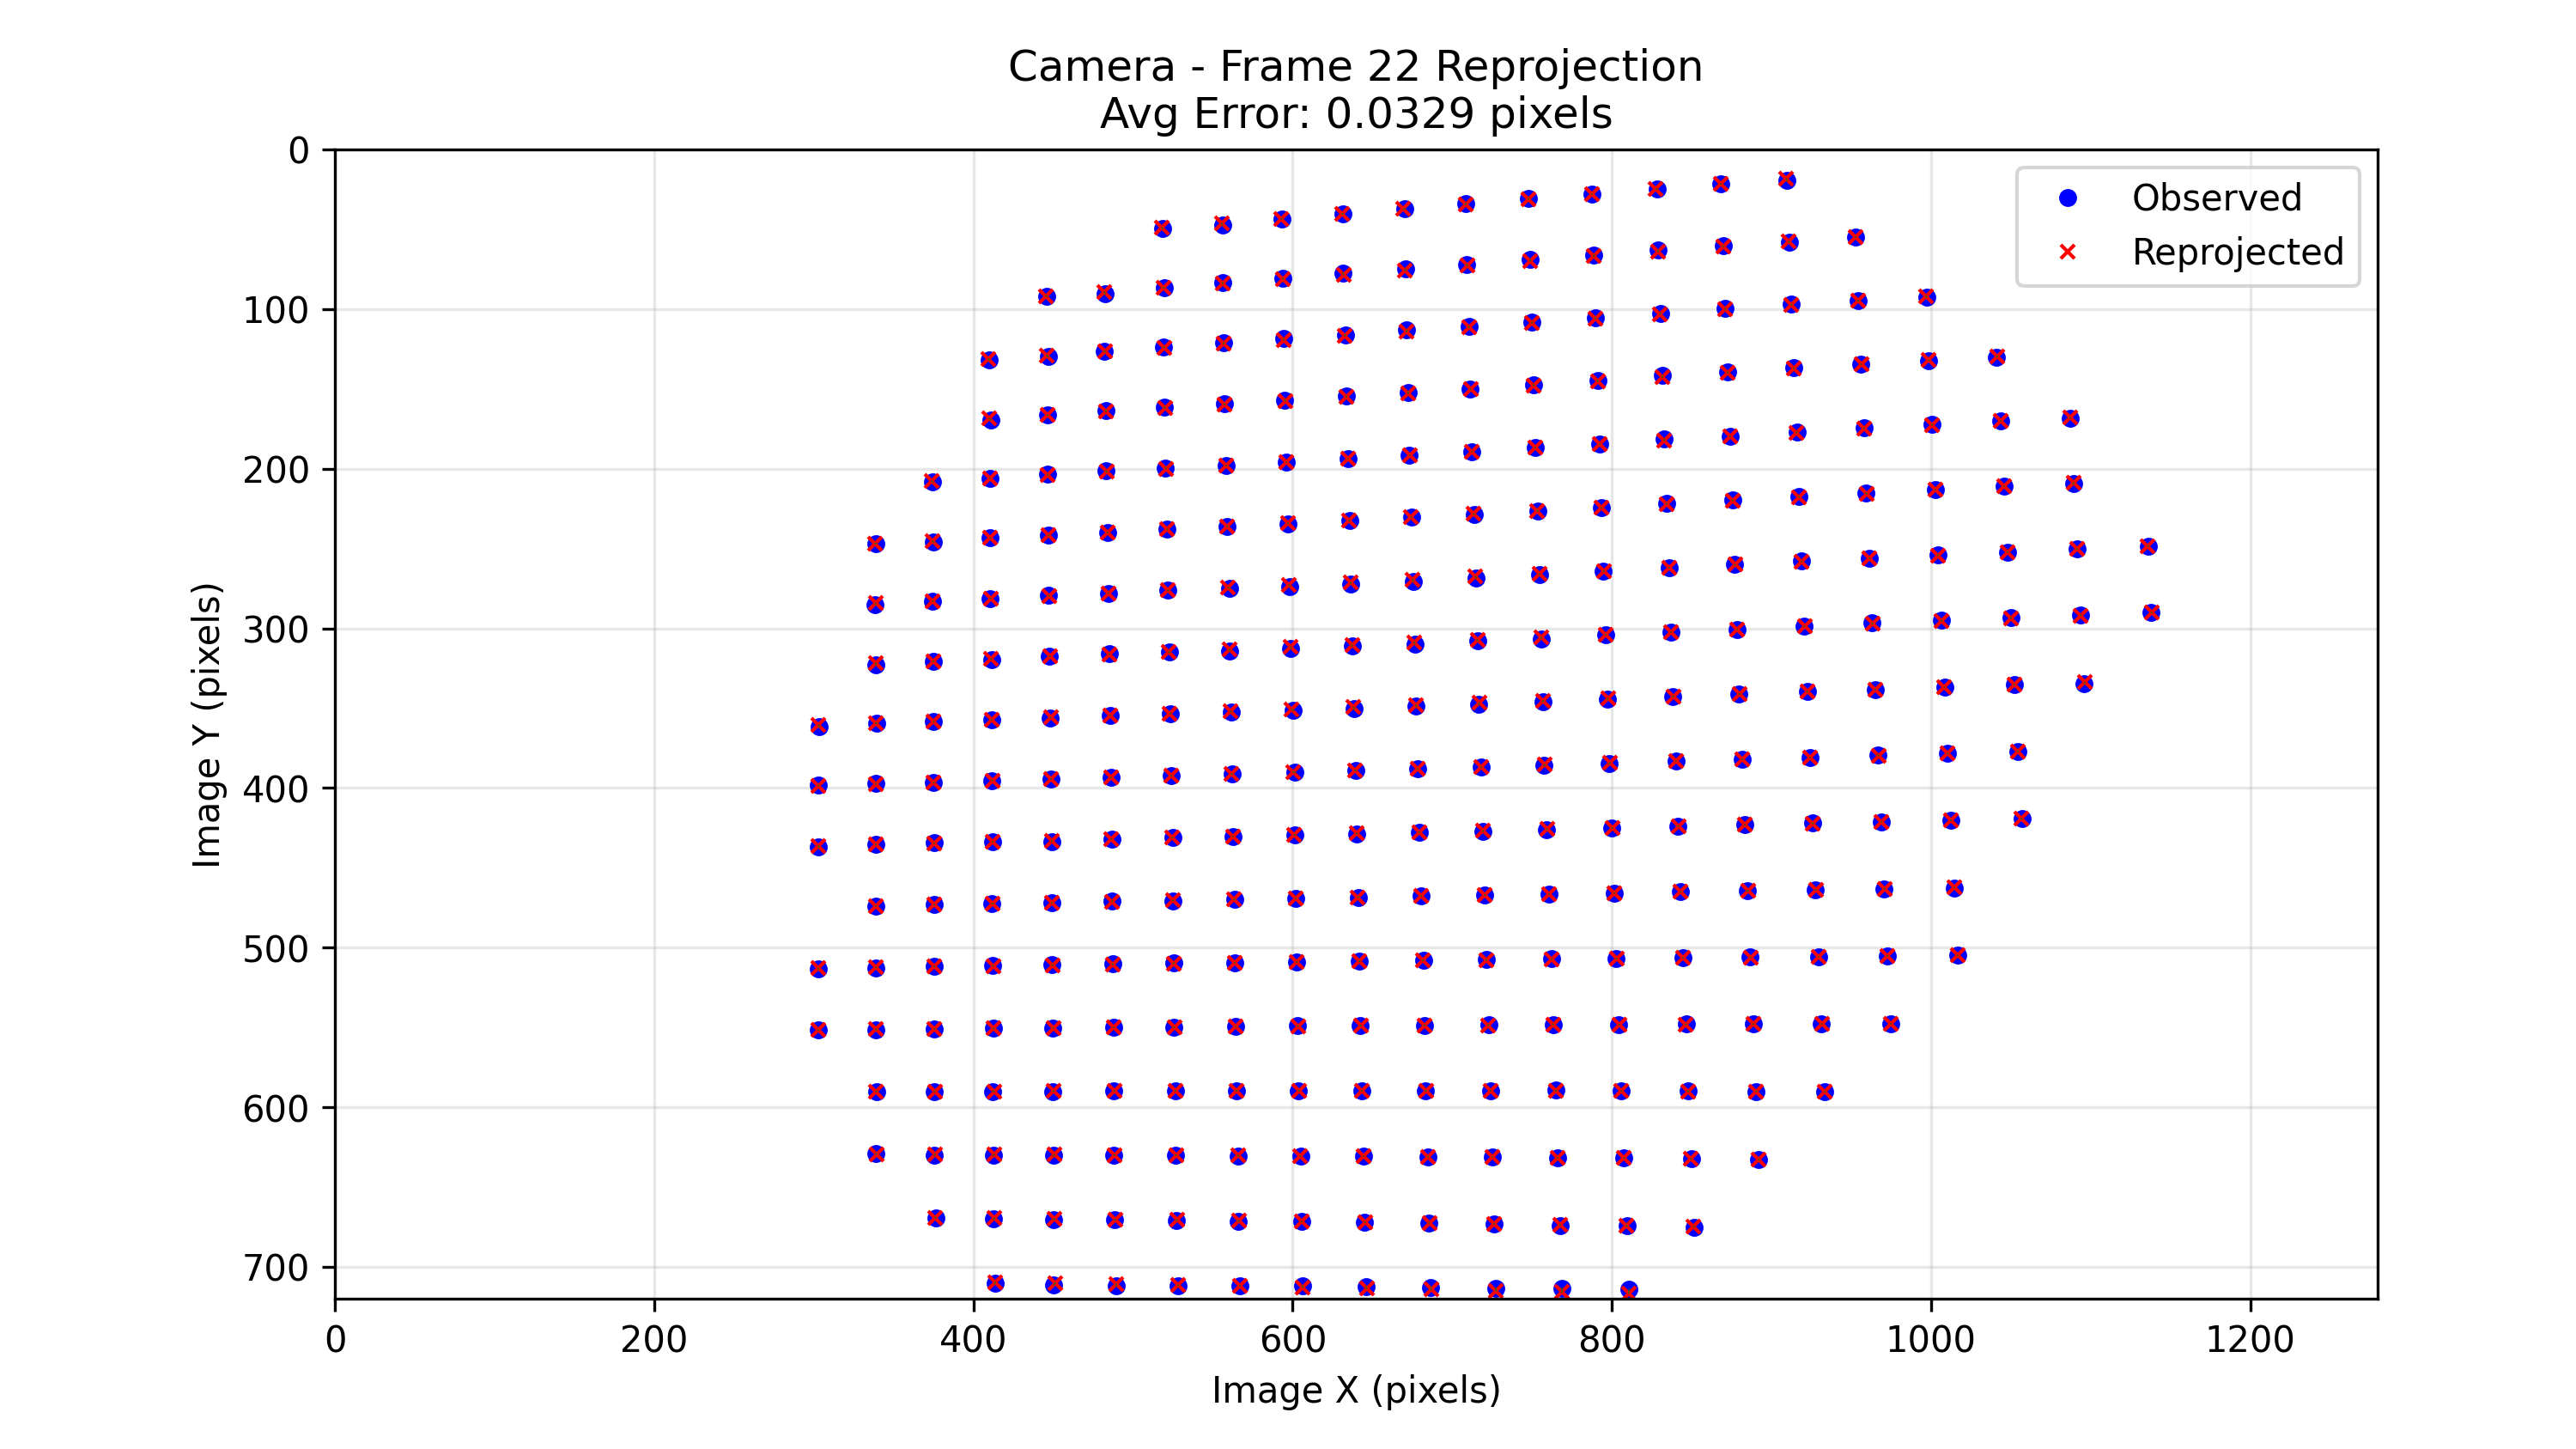 Camera - Frame 22 Reprojection
Avg Error: 0.0329 pixels
Observed
Reprojected
Image Y (pixels)
0
100
200
300
400
500
600
700
0 200 400 600 800 1000 1200
Image X (pixels)